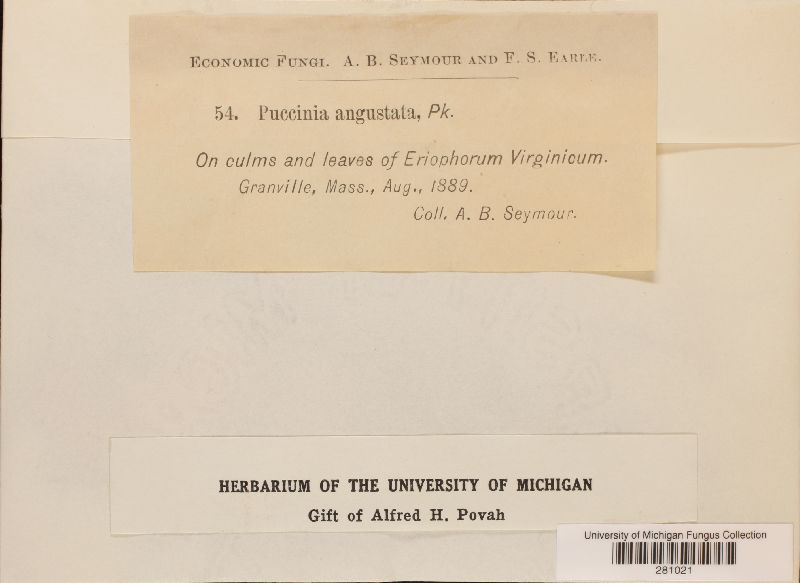 Economic Fungi. A. B. Seymour and F. S. Earle.
54. Puccinia angustata, Pk.
On culms and leaves of Eriophorum Virginicum.
Granville, Mass., Aug., 1889.
Coll. A. B. Seymour.
HERBARIUM OF THE UNIVERSITY OF MICHIGAN
Gift of Alfred H. Povah
University of Michigan Fungus Collection
281021